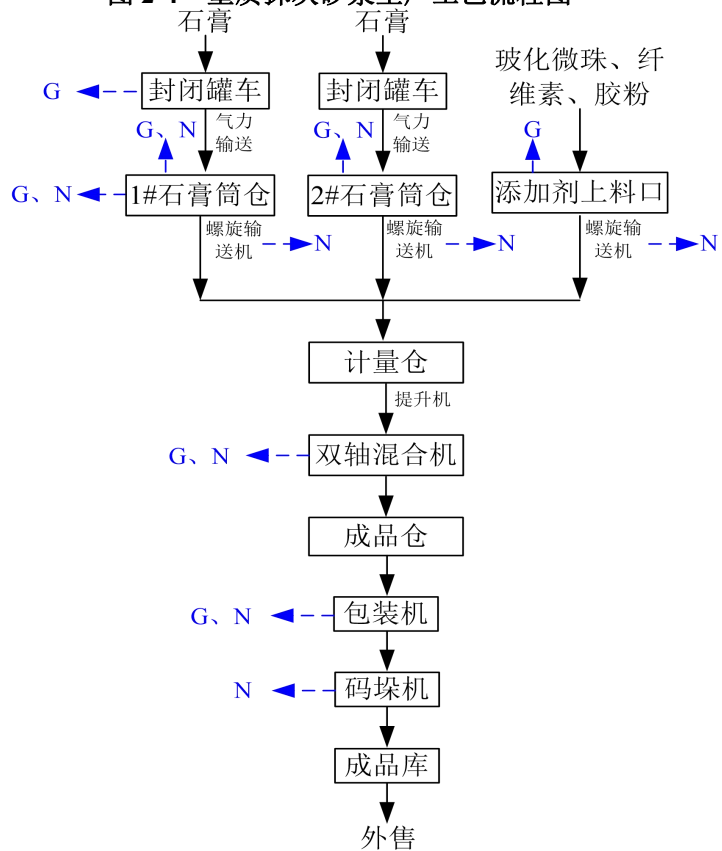 石膏
石膏
玻化微珠、纤
维素、胶粉
G
封闭罐车
封闭罐车
G、N
气力
输送
G、N
气力
输送
G
G、N
1#石膏筒仓
2#石膏筒仓
添加剂上料口
螺旋输
送机
N
螺旋输
送机
N
螺旋输
送机
N
计量仓
提升机
G、N
双轴混合机
成品仓
G、N
包装机
N
码垛机
成品库
外售